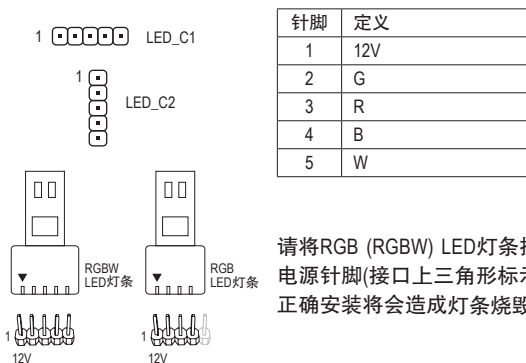 1 LED_C1
1
LED_C2
针脚 定义
1 12V
2 G
3 R
4 B
5 W
RGBW
LED灯条
RGB
LED灯条
1
12V
1
12V
请将RGB (RGBW) LED灯条
电源针脚(接口上三角形标
正确安装将会造成灯条烧毁